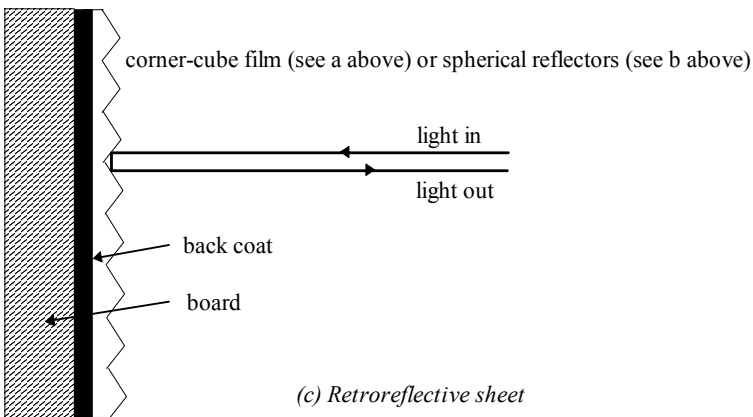 corner-cube film (see a above) or spherical reflectors (see b above)
light in
light out
back coat
board
(c) Retroreflective sheet